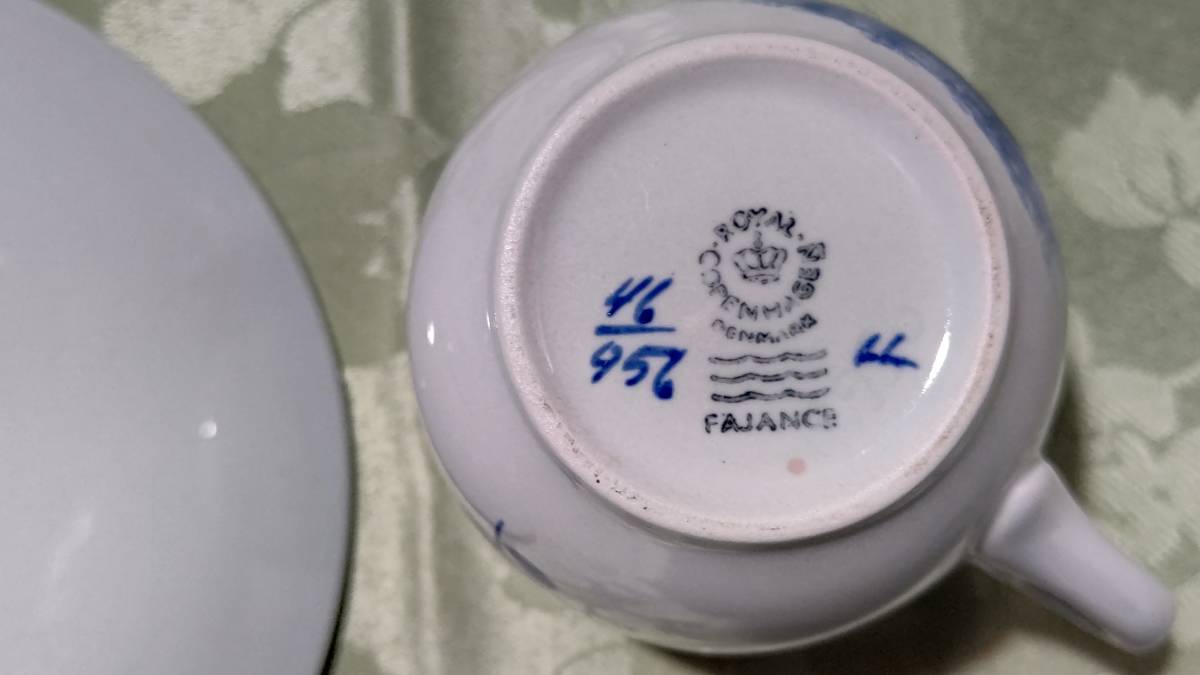 ROYAL
COPENHAGEN
DENMARK
FAJANCE
46
956